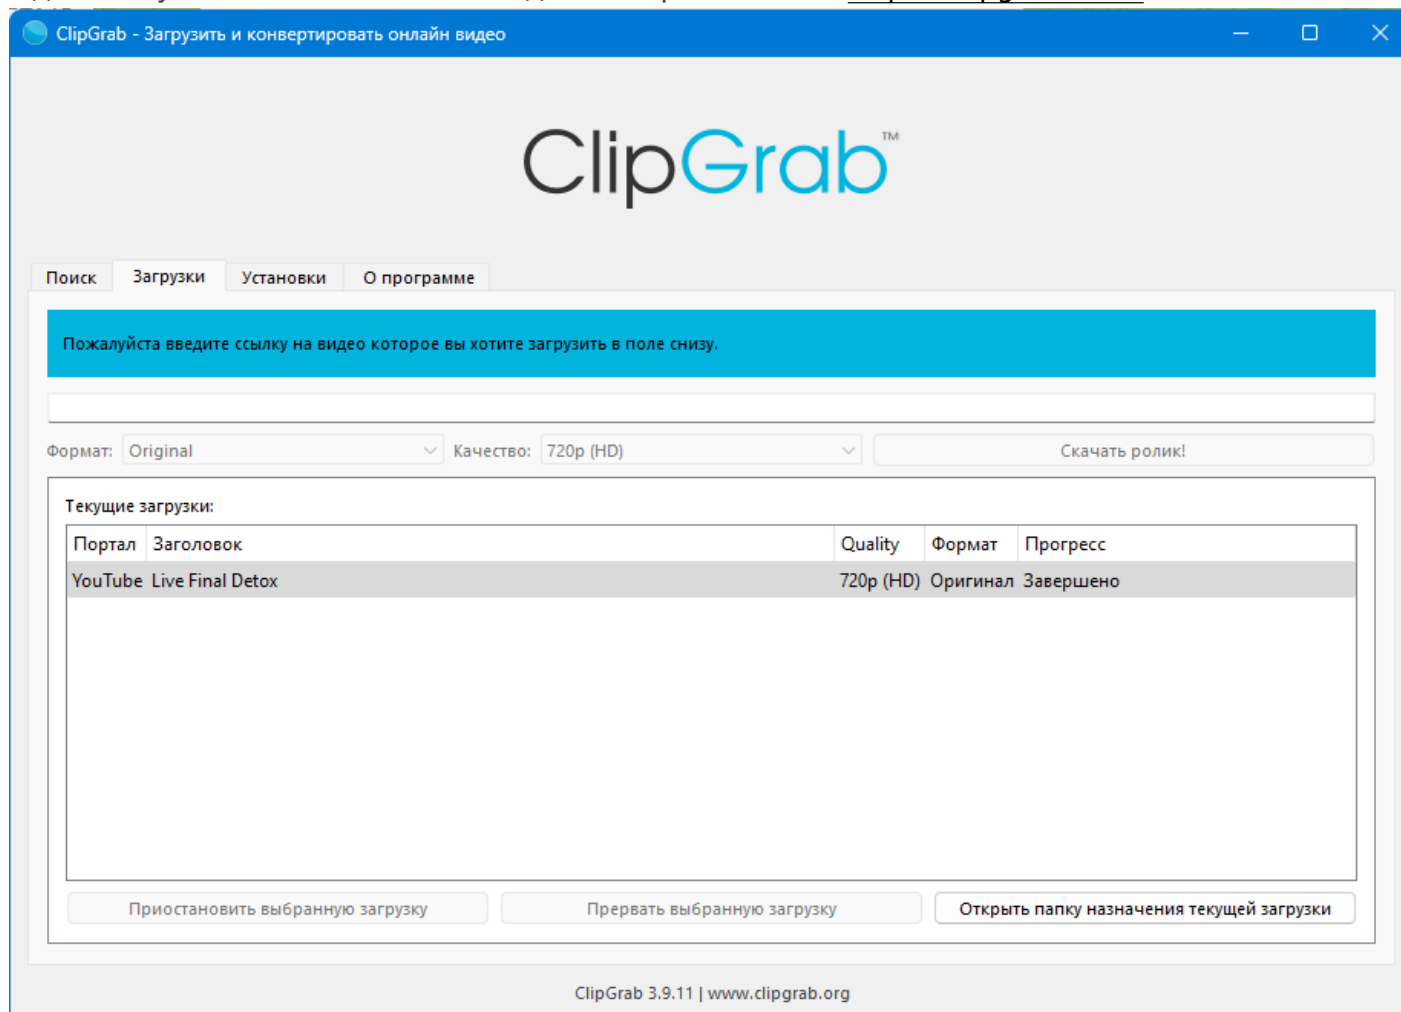 ClipGrab - Загрузить и конвертировать онлайн видео
ClipGrab™
Поиск Загрузки Установки О программе
Пожалуйста введите ссылку на видео которое вы хотите загрузить в поле снизу.
Формат: Original Качество: 720p (HD) Скачать ролик!
Текущие загрузки:
Портал Заголовок Quality Формат Прогресс
YouTube Live Final Detox 720p (HD) Оригинал Завершено
Приостановить выбранную загрузку Прервать выбранную загрузку Открыть папку назначения текущей загрузки
ClipGrab 3.9.11 | www.clipgrab.org